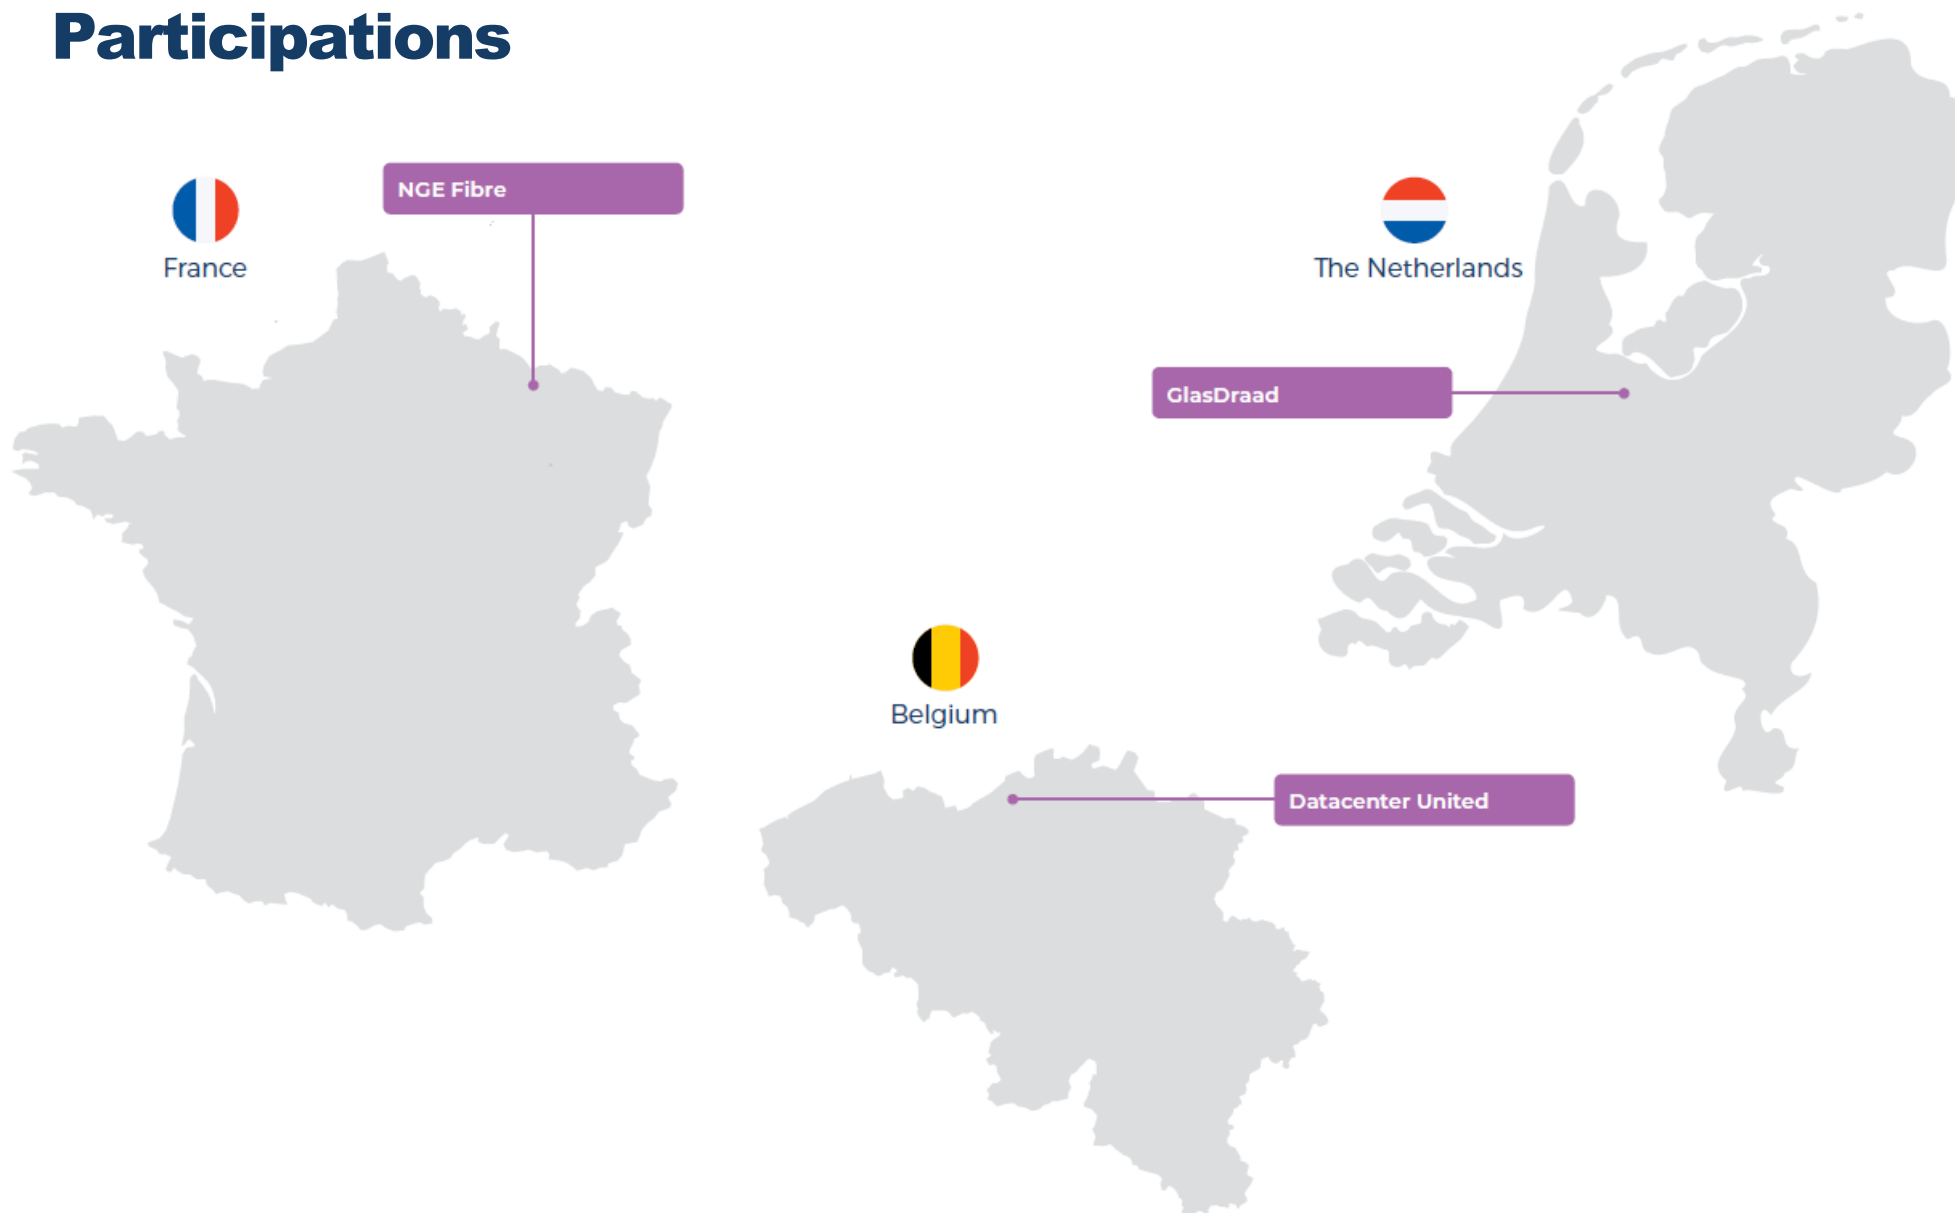 Participations
NGE Fibre
France
The Netherlands
GlasDraad
Belgium
Datacenter United